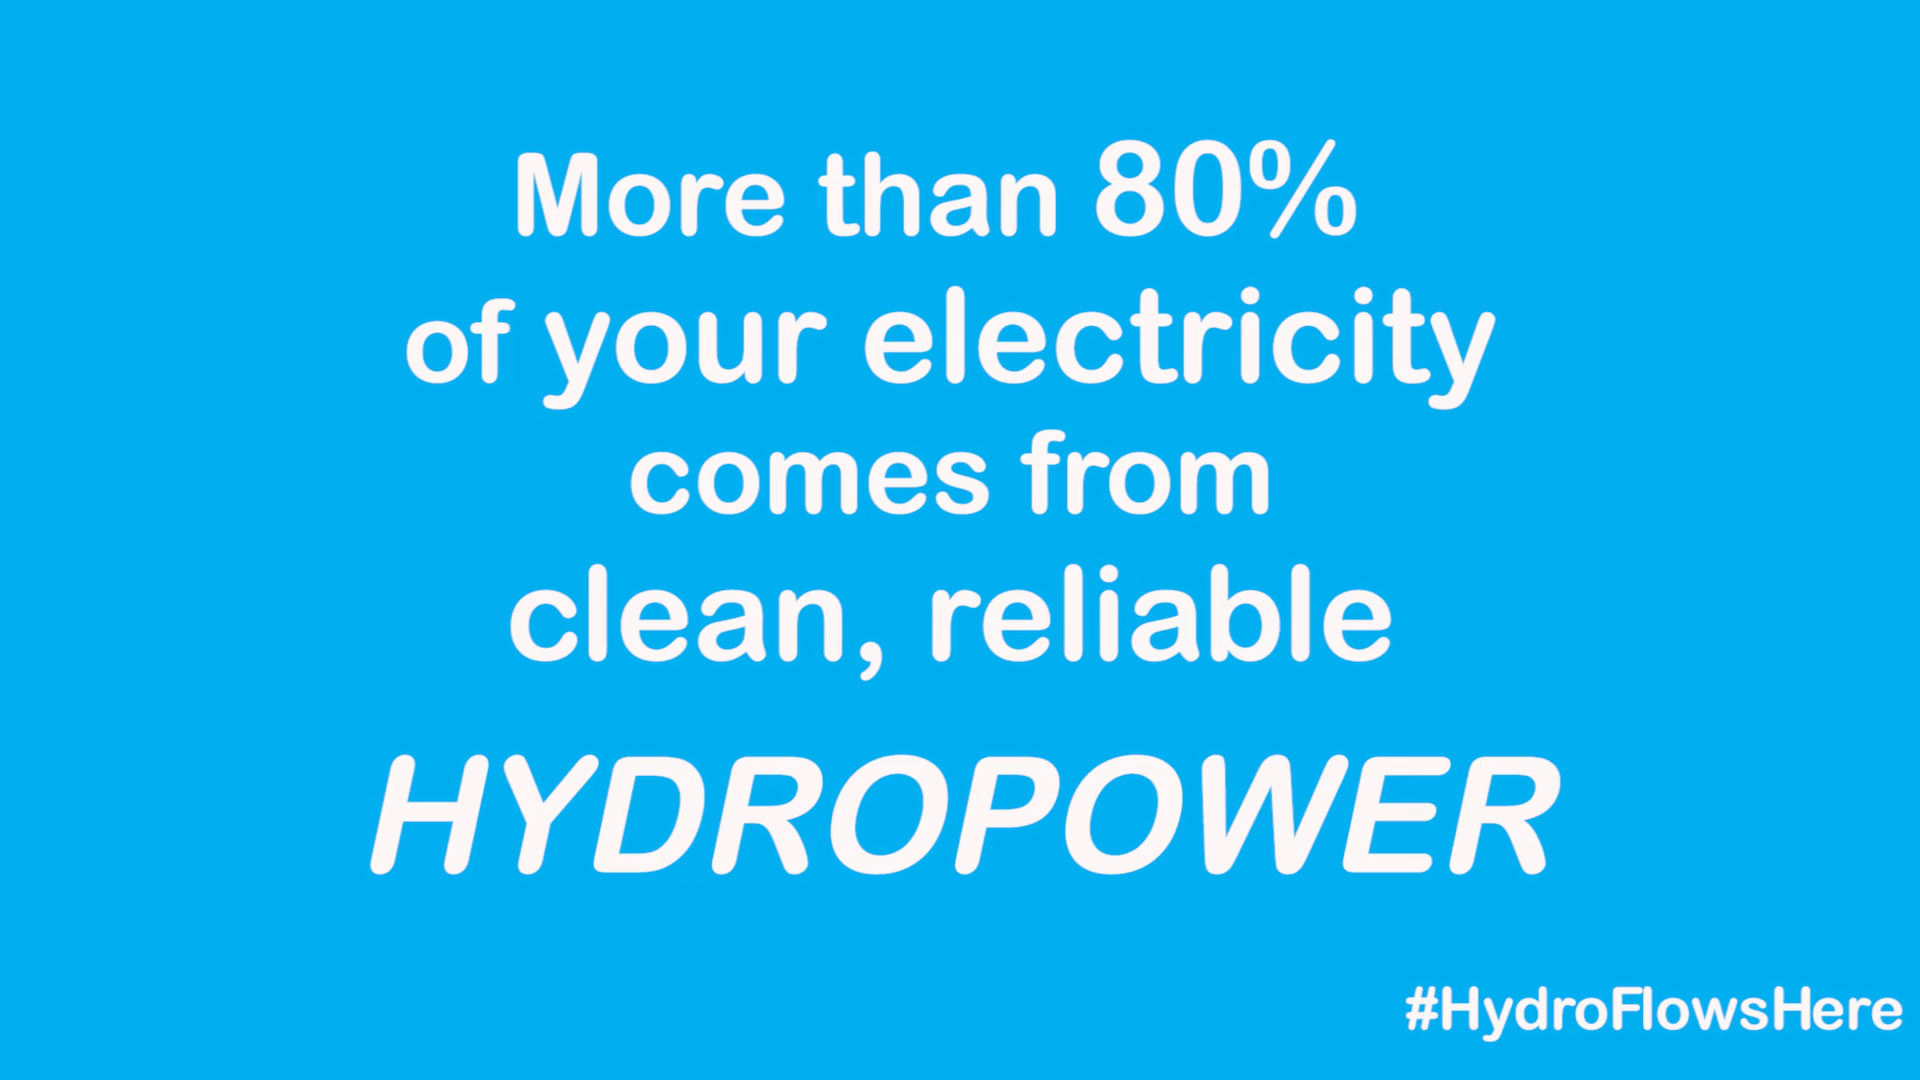 More than 80%
of your electricity
comes from
clean, reliable
HYDROPOWER
#HydroFlowsHere